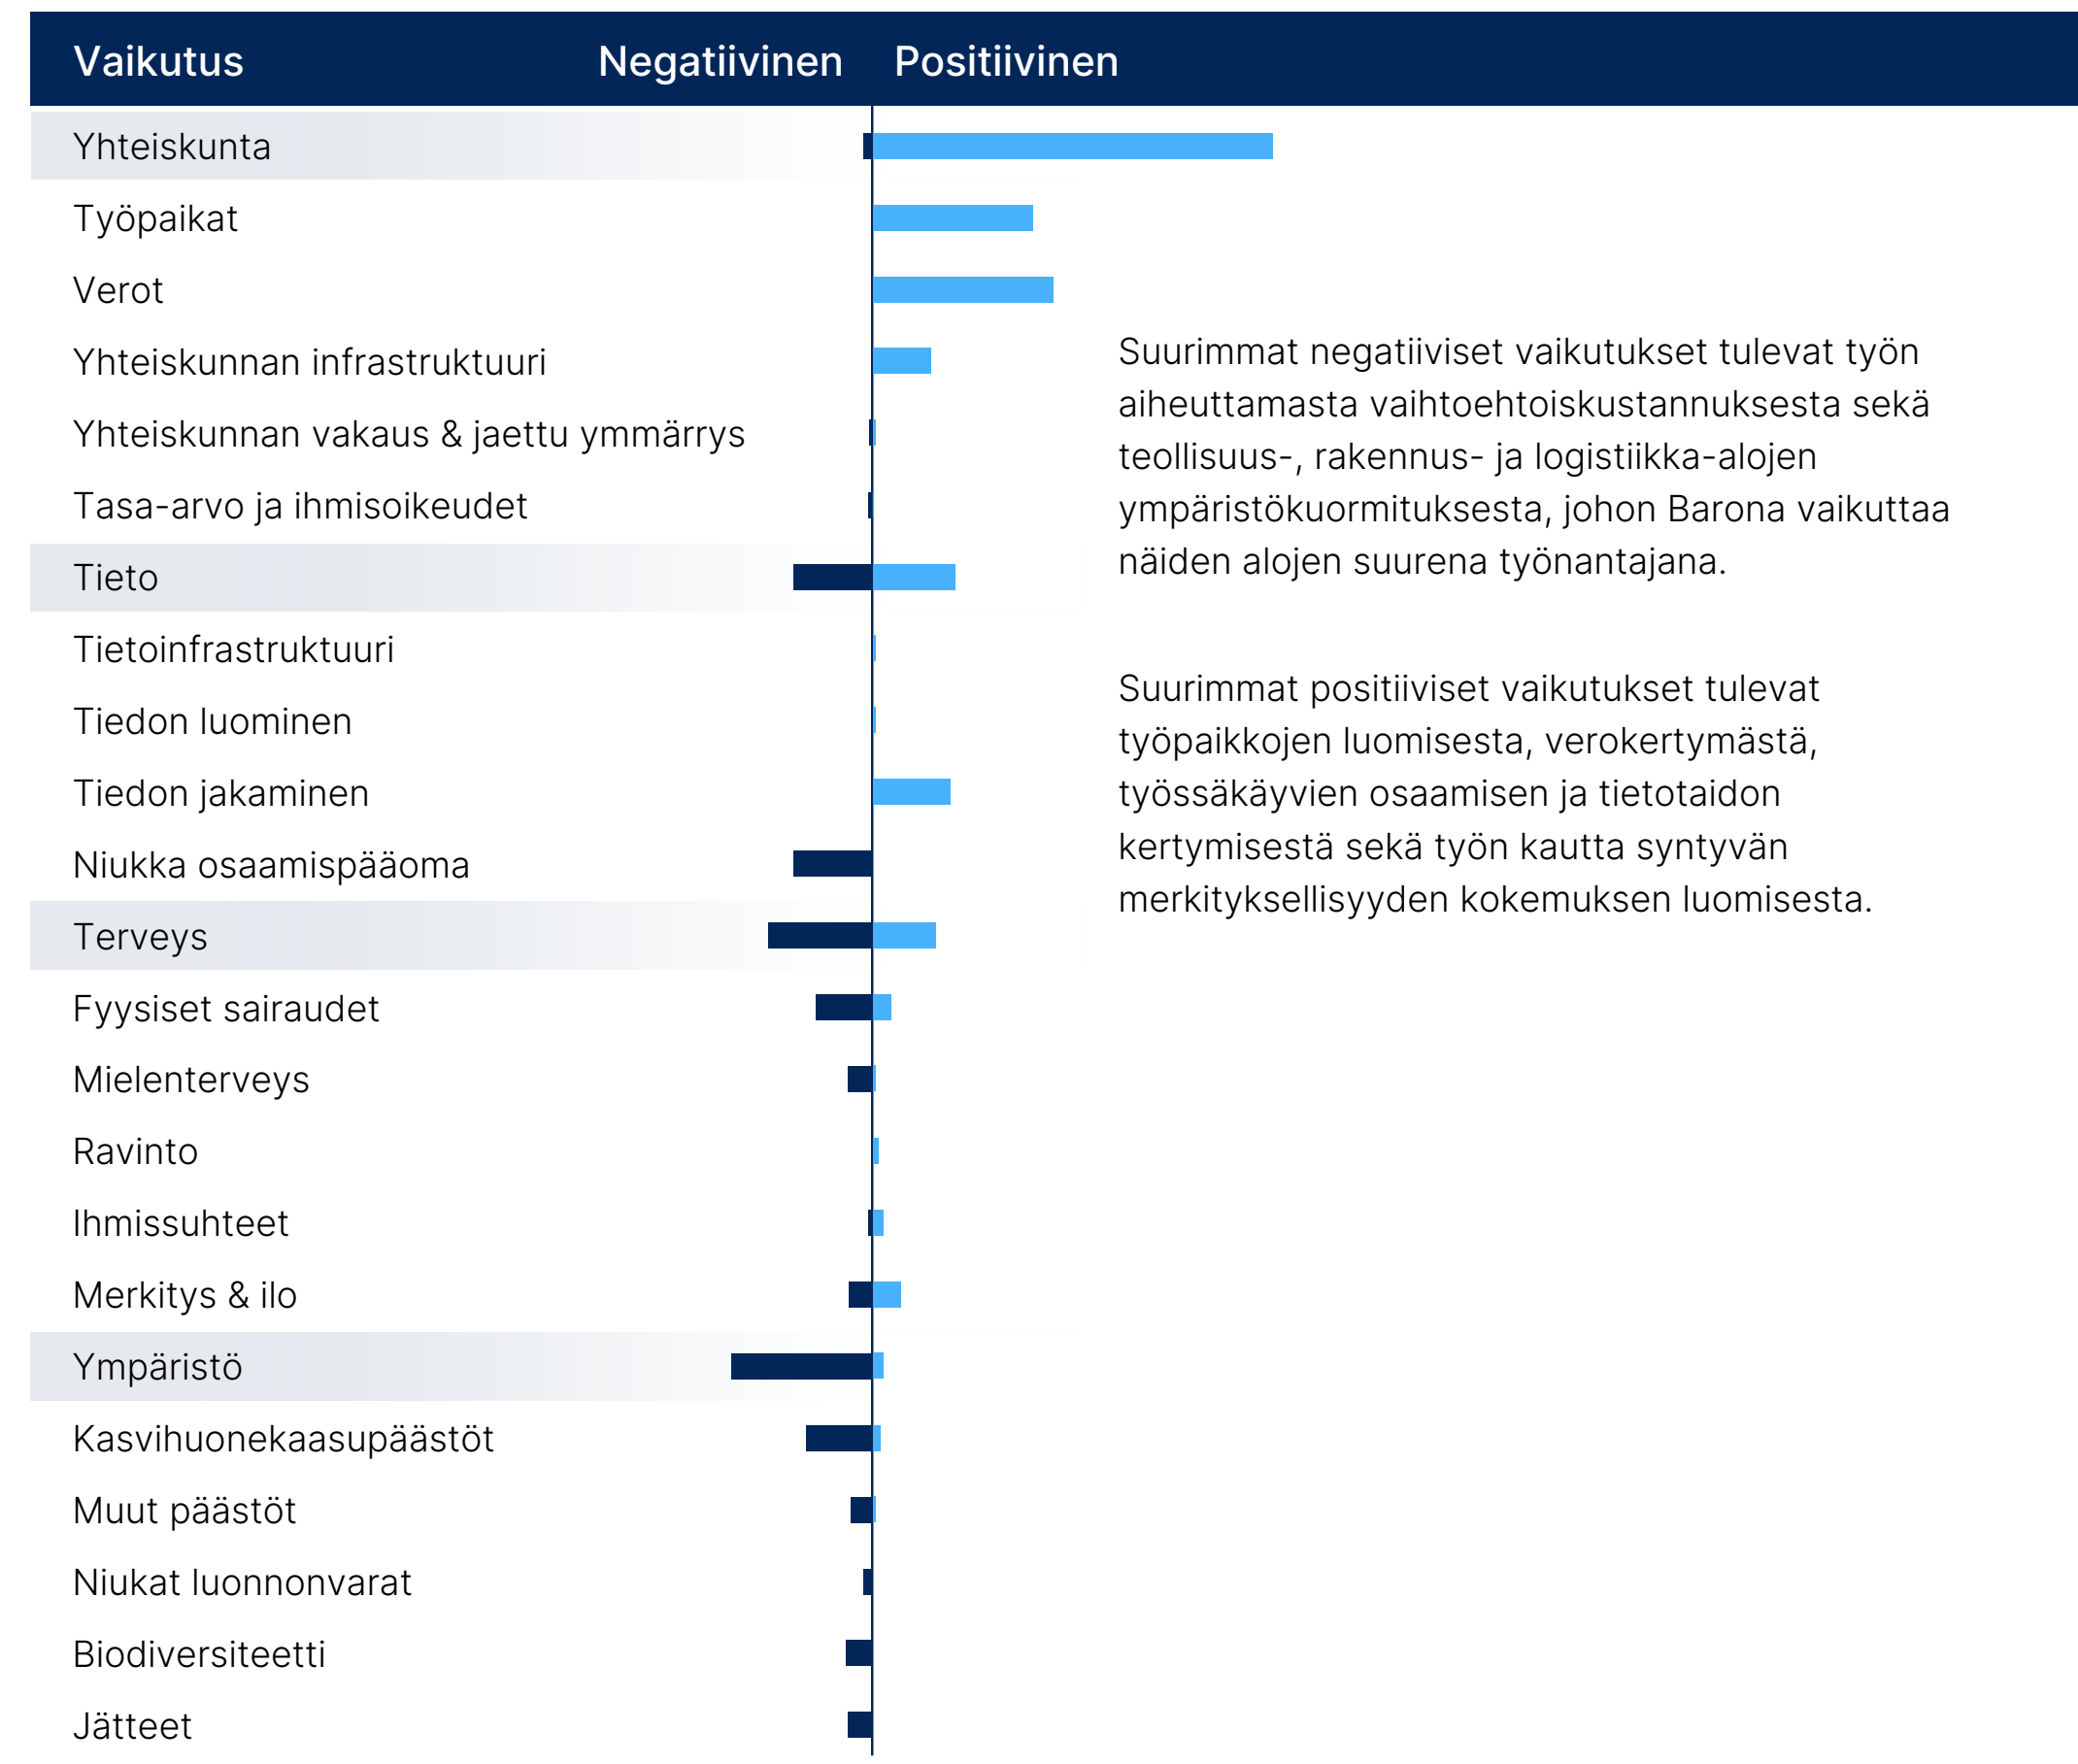 Vaikutus Negatiivinen Positiivinen
Yhteiskunta
Työpaikat
Verot
Yhteiskunnan infrastruktuuri
Yhteiskunnan vakaus & jaettu ymmärrys
Tasa-arvo ja ihmisoikeudet
Tieto
Tietoinfrastruktuuri
Tiedon luominen
Tiedon jakaminen
Niukka osaamispääoma
Terveys
Fyysiset sairaudet
Mielenterveys
Ravinto
Ihmissuhteet
Merkitys & ilo
Ympäristö
Kasvihuonekaasupäästöt
Muut päästöt
Niukat luonnonvarat
Biodiversiteetti
Jätteet
Suurimmat negatiiviset vaikutukset tulevat työn
aiheuttamasta vaihtoehtoiskustannuksesta sekä
teollisuus-, rakennus- ja logistiikka-alojen
ympäristökuormituksesta, johon Barona vaikuttaa
näiden alojen suurena työnantajana.
Suurimmat positiiviset vaikutukset tulevat
työpaikkojen luomisesta, verokertymästä,
työssäkäyvien osaamisen ja tietotaidon
kertymisestä sekä työn kautta syntyvän
merkityksellisyyden kokemuksen luomisesta.